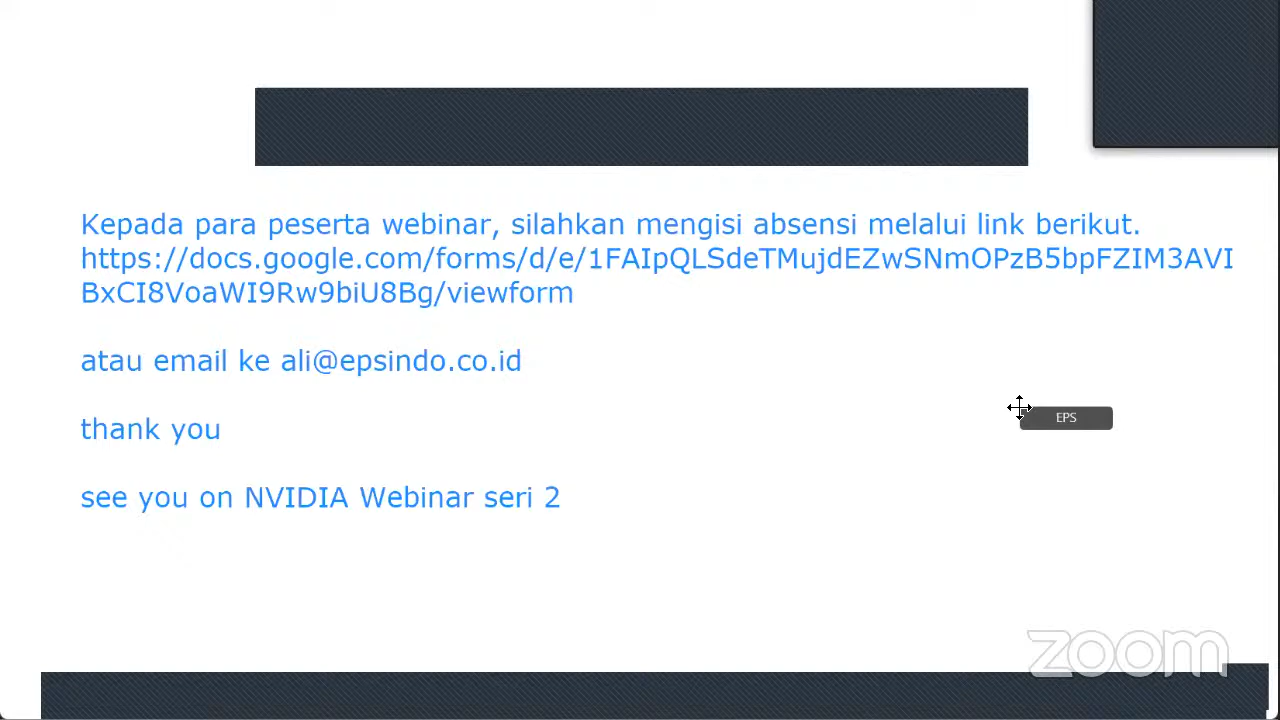 Kepada para peserta webinar, silahkan mengisi absensi melalui link berikut.
https://docs.google.com/forms/d/e/1FAIpQLSdeTMujdEZwSNmOPzB5bpFZIM3AVI
BxCI8VoaWI9Rw9biU8Bg/viewform
atau email ke ali@epsindo.co.id
EPS
thank you
see you on NVIDIA Webinar seri 2
zoom